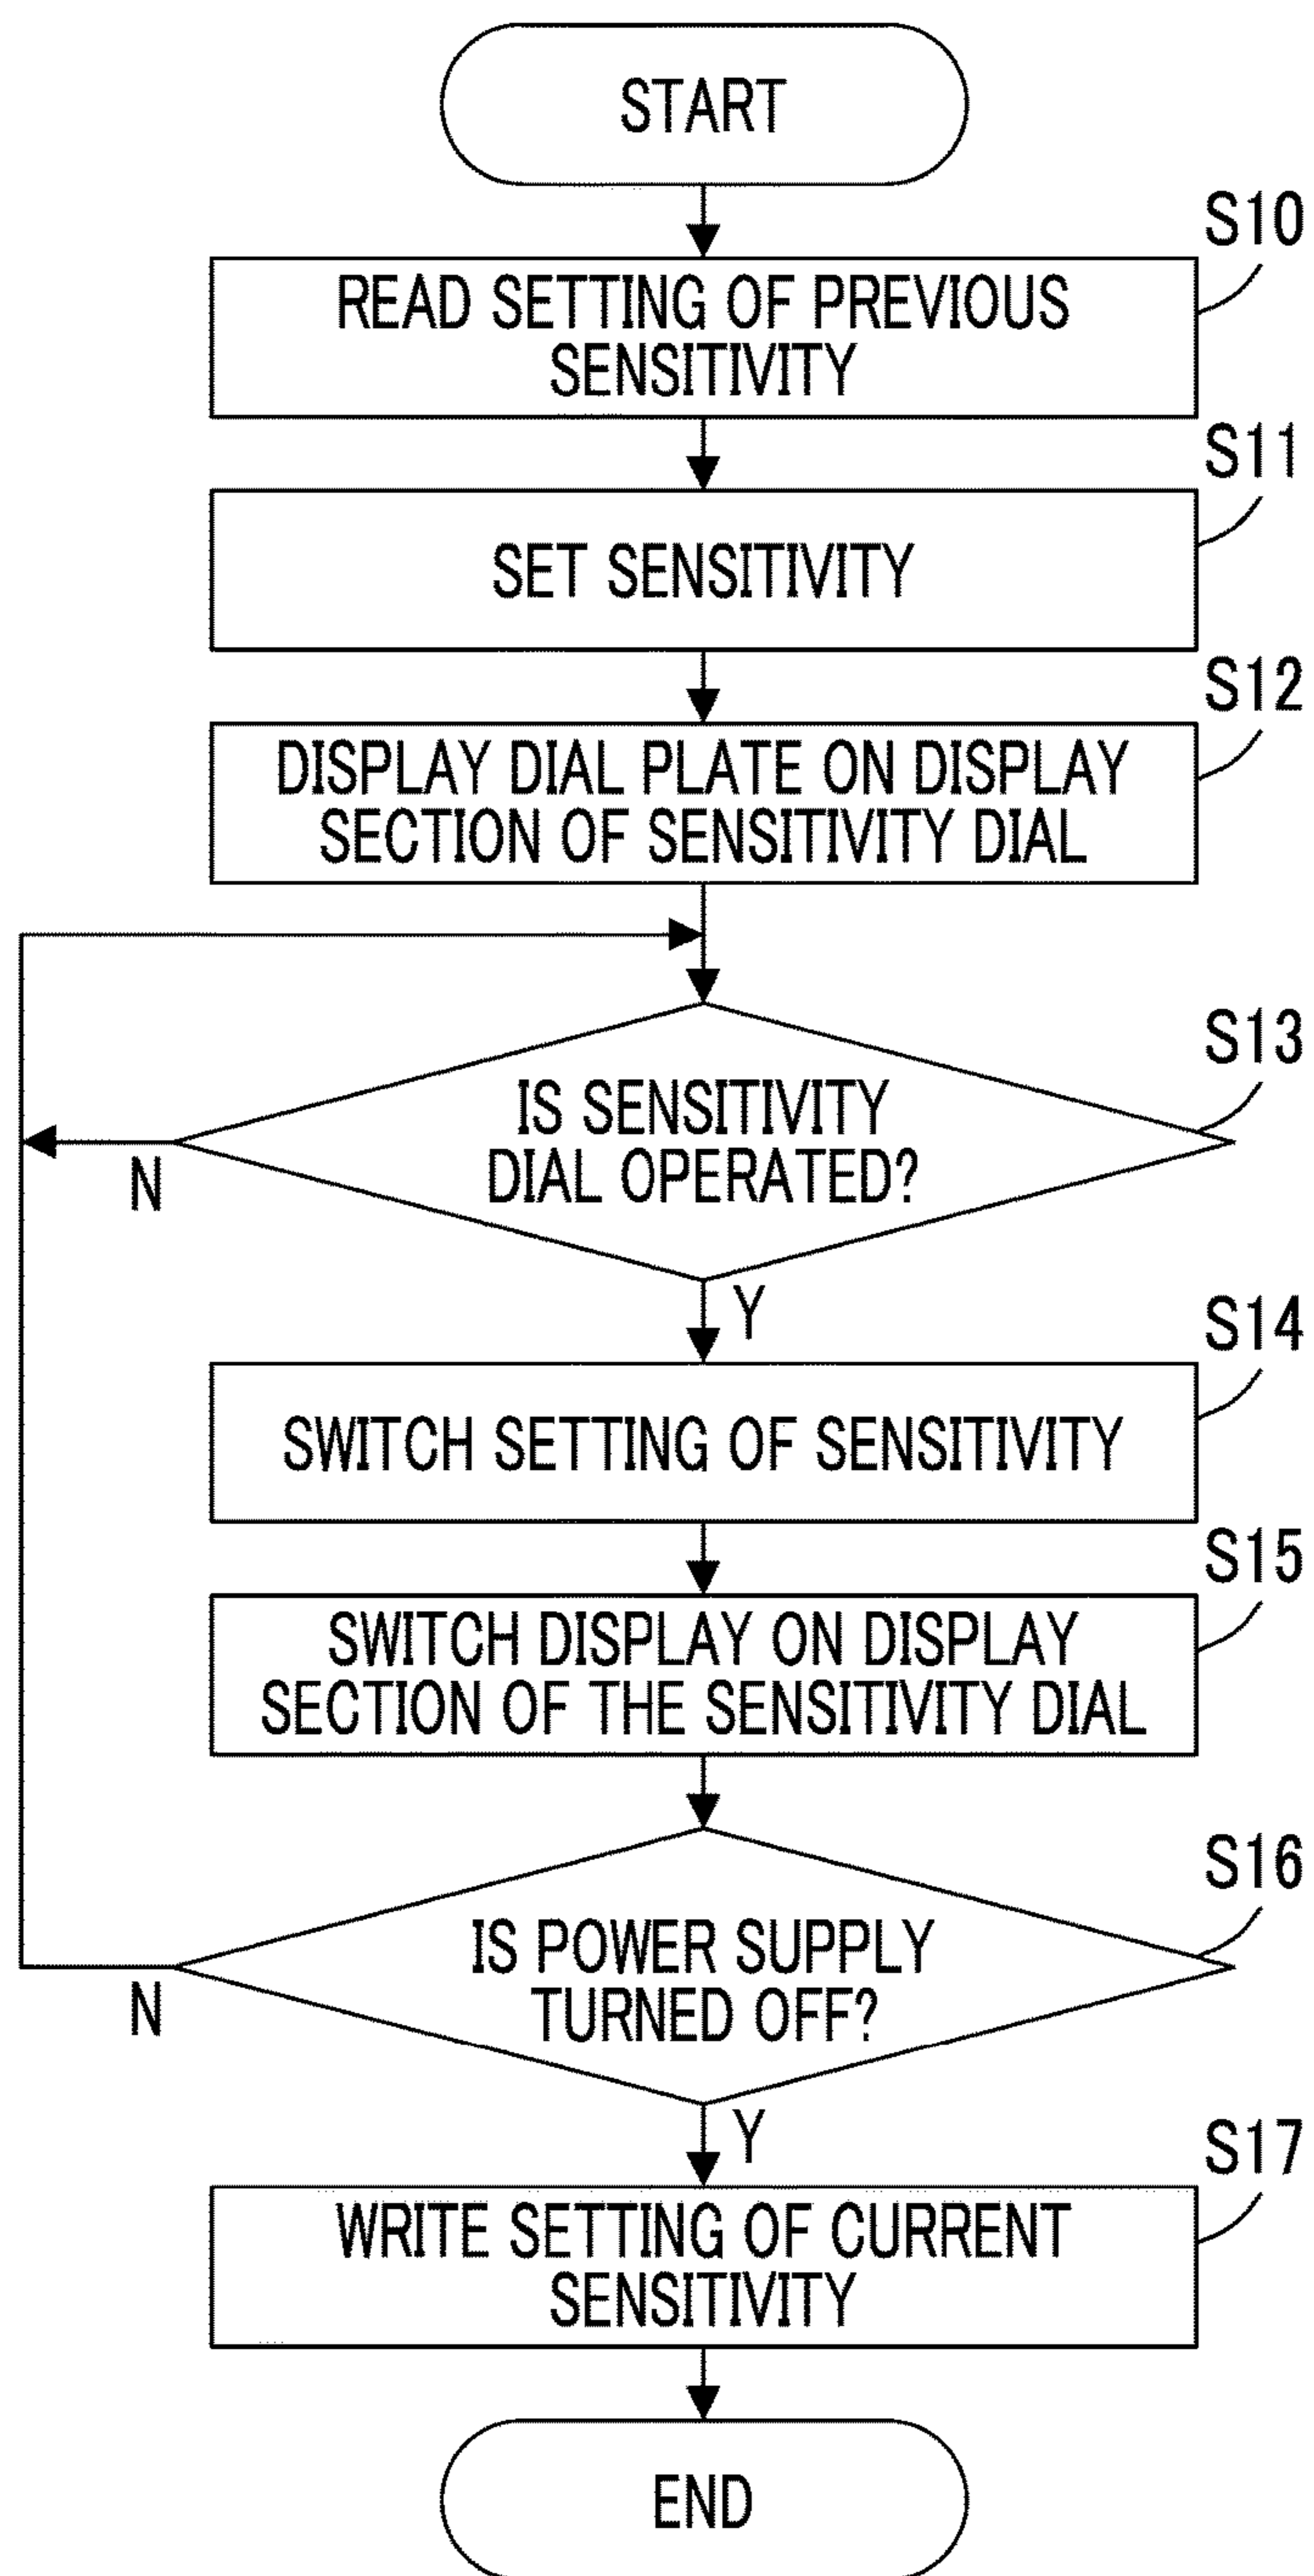 START
S10
READ SETTING OF PREVIOUS
SENSITIVITY
S11
SET SENSITIVITY
S12
DISPLAY DIAL PLATE ON DISPLAY
SECTION OF SENSITIVITY DIAL
S13
IS SENSITIVITY
DIAL OPERATED?
N
Y
S14
SWITCH SETTING OF SENSITIVITY
S15
SWITCH DISPLAY ON DISPLAY
SECTION OF THE SENSITIVITY DIAL
S16
IS POWER SUPPLY
TURNED OFF?
N
Y
S17
WRITE SETTING OF CURRENT
SENSITIVITY
END